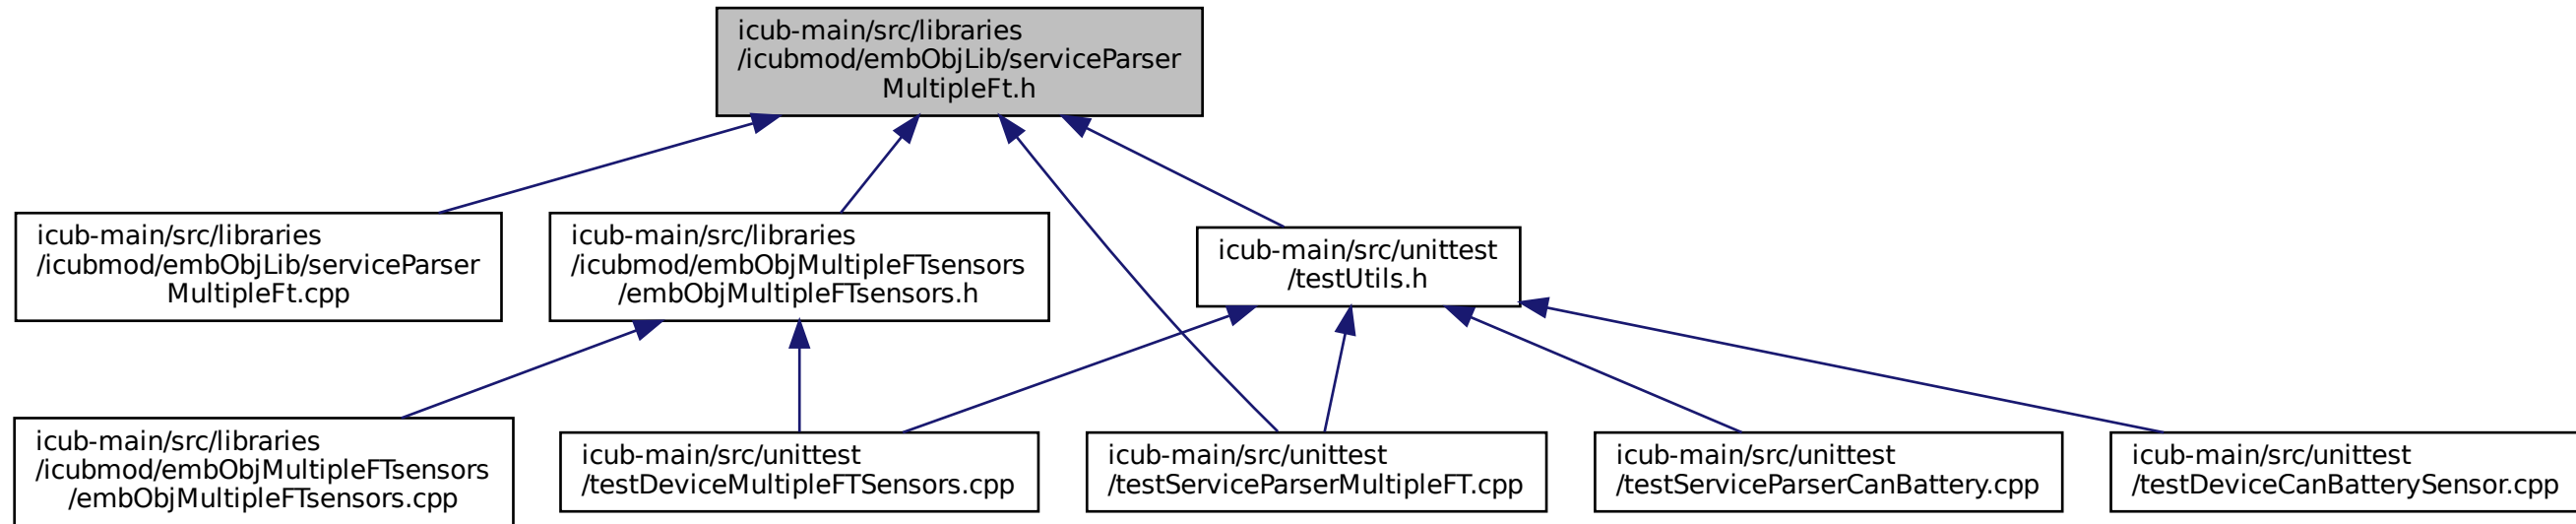 icub-main/src/libraries
/icubmod/embObjLib/serviceParser
MultipleFt.h
icub-main/src/libraries
/icubmod/embObjLib/serviceParser
MultipleFt.cpp
icub-main/src/libraries
/icubmod/embObjMultipleFTsensors
/embObjMultipleFTsensors.h
icub-main/src/unittest
/testUtils.h
icub-main/src/libraries
/icubmod/embObjMultipleFTsensors
/embObjMultipleFTsensors.cpp
icub-main/src/unittest
/testDeviceMultipleFTSensors.cpp
icub-main/src/unittest
/testServiceParserMultipleFT.cpp
icub-main/src/unittest
/testServiceParserCanBattery.cpp
icub-main/src/unittest
/testDeviceCanBatterySensor.cpp